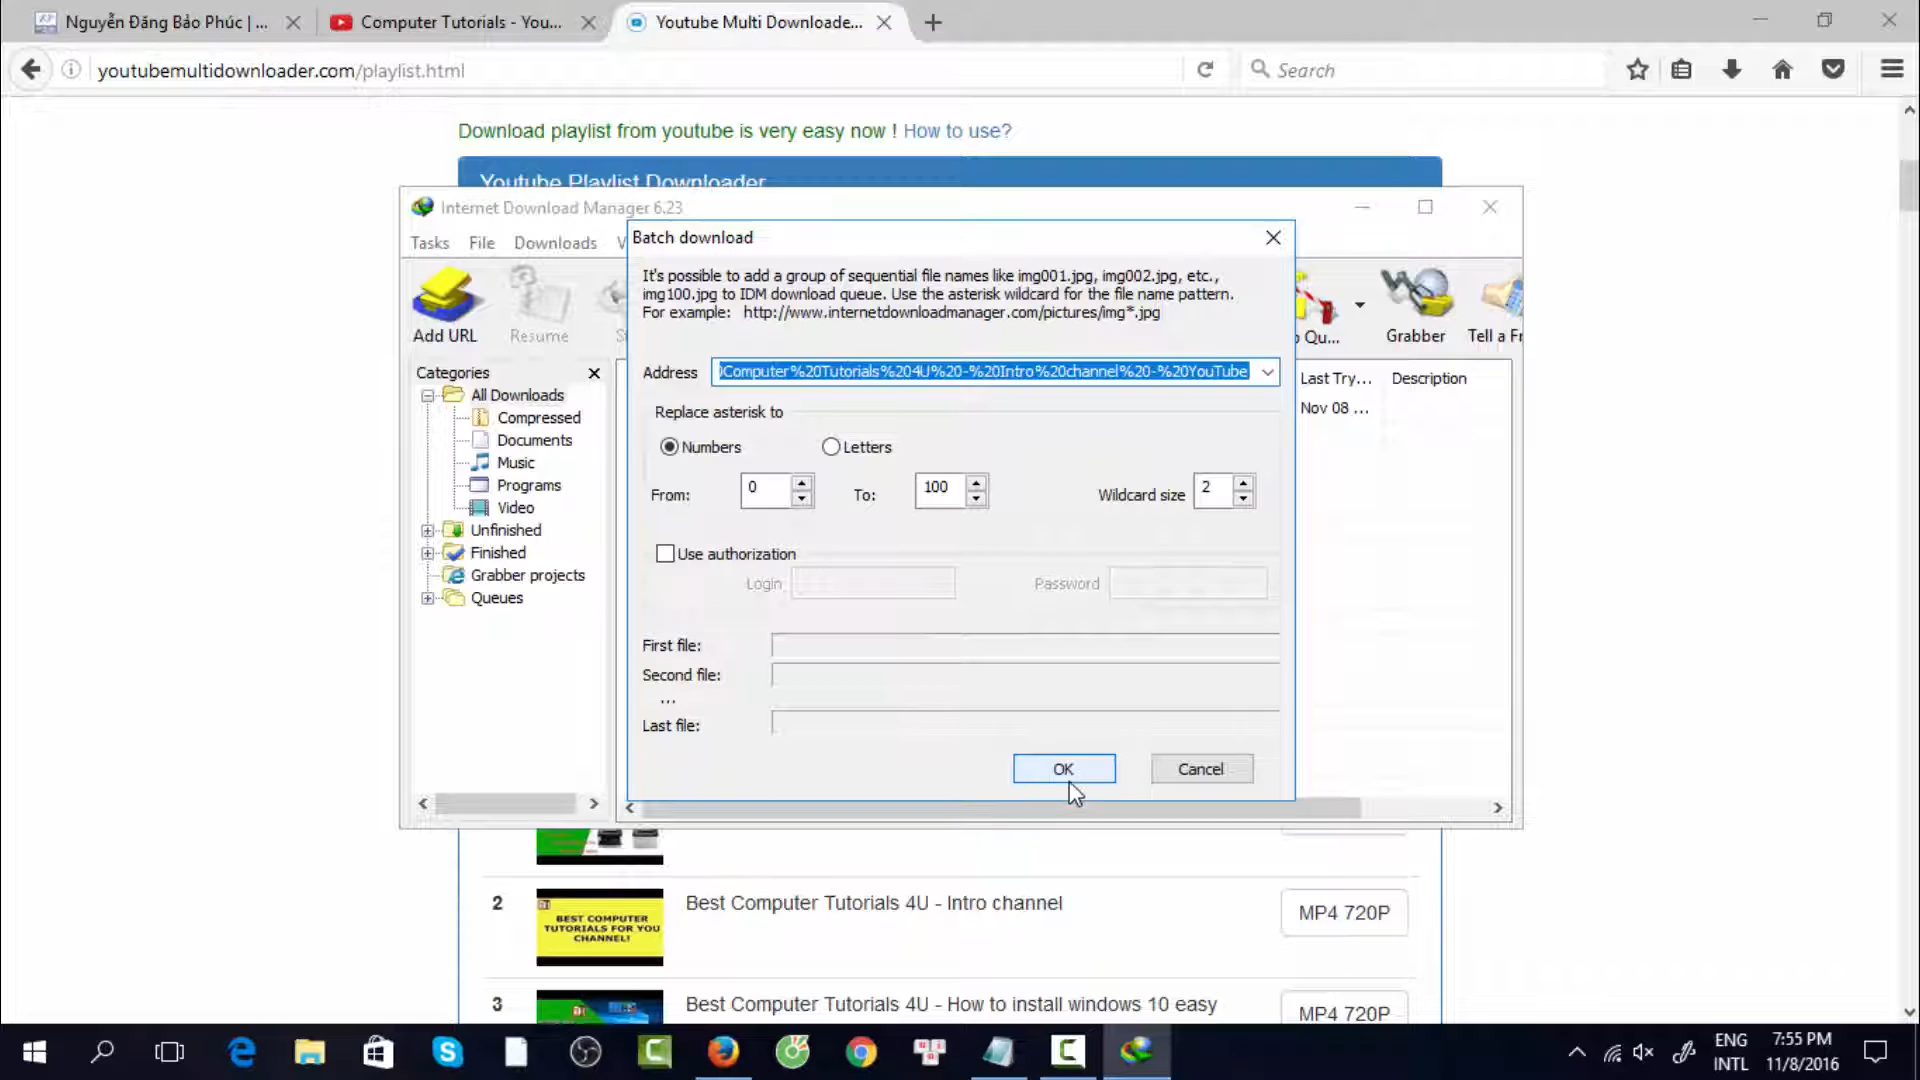 Nguyễn Đăng Bảo Phúc | ...
Computer Tutorials - You...
Youtube Multi Downloade...
youtubemultidownloader.com/playlist.html
Search
Download playlist from youtube is very easy now ! How to use?
Youtube Playlist Downloader
Internet Download Manager 6.23
Tasks File Downloads
Batch download
It's possible to add a group of sequential file names like img001.jpg, img002.jpg, etc.,
img100.jpg to IDM download queue. Use the asterisk wildcard for the file name pattern.
For example: http://www.internetdownloadmanager.com/pictures/img*.jpg
Add URL
Resume
Qu...
Grabber
Tell a Fr
Categories
Address
Computer%20Tutorials%204U%20-%20Intro%20channel%20-%20YouTube
Last Try...
Description
All Downloads
Nov 08 ...
Compressed
Replace asterisk to
Documents
Numbers
Letters
Music
Programs
From: 0
To: 100
Wildcard size 2
Video
Unfinished
Finished
Use authorization
Grabber projects
Login
Password
Queues
First file:
Second file:
...
Last file:
OK
Cancel
2
BEST COMPUTER
TUTORIALS FOR YOU
CHANNEL!
Best Computer Tutorials 4U - Intro channel
MP4 720P
3
Best Computer Tutorials 4U - How to install windows 10 easy
MP4 720P
ENG
INTL
7:55 PM
11/8/2016